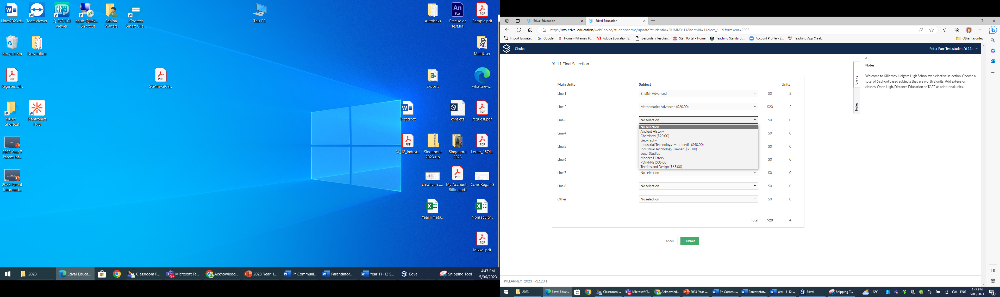 Lines2023.d...
TeamViewer
Q-SYS UCI Viewer
cpub-Quick... - Shortcut
Sabina Walters
XProtect Smart Clie...
This PC
Autobaks
Practise or test.fla
Sample.pdf
Recycle Bin
New folder
MultiUser
Register_of...
SGArrivalCa...
Exports
whatsnew....
Music - Shortcut
Plantronics Hub
Test.docx
khhs.etz
request.pdf
2023 Year 7 Parent Inf...
Yr_12_Indust...
Singapore 2023.zip
Singapore 2023
Letter_1574...
2023 Parent Informati...
creative-co...
My Account _ Billing.pdf
CovidReg.JPG
YearTimeta...
NonFaculty...
Mikkel.pdf
2023
Edval Educa...
Classroom P...
Microsoft Te...
Acknowledg...
2023_Year_1...
Pr_Communi...
ParentInfor...
Year 11-12 S...
Edval
Snipping Tool
4:47 PM
5/06/2023
Edval Education
Edval Education
https://my.edval.education/webChoice/student/forms/update?studentId=DUMMY!11&formId=11elecs_!11&formYear=2023
Import favorites
Google
Home - Killarney H...
Adobe Education E...
Secondary Teachers
Staff Portal - Home
Teaching Standards...
Account Profile - Z...
Teaching App Creat...
Other favorites
Choice
Peter Pan (Test student Yr11)
Yr 11 Final Selection
Main Units Subject Units
Line 1 English Advanced $0 2
Line 2 Mathematics Advanced ($20.00) $20 2
Line 3 No selection $0 0
No selection
Ancient History
Chemistry ($20.00)
Line 4 $0 0
Geography
Industrial Technology-Multimedia ($40.00)
Line 5 $0 0
Industrial Technology-Timber ($75.00)
Legal Studies
Modern History
Line 6 $0 0
PD/H/PE ($35.00)
Textiles and Design ($65.00)
Line 7 No selection $0 0
Line 8 No selection $0 0
Other No selection $0 0
Total $20 4
Cancel Submit
Notes
Rules
Notes
Welcome to Killarney Heights High School web elective selection. Choose a
total of 6 school based subjects that are worth 2 units. Add extension
classes, Open High, Distance Education or TAFE as additional units.
KILLARNEY : 2023 - v1.123.1
2023
Edval Educ...
Classroom ...
Microsoft T...
Acknowled...
2023_Year_...
Pr_Commu...
ParentInfor...
Year 11-12 ...
Edval
Snipping T...
16°C
ENG
4:47 PM
5/06/2023